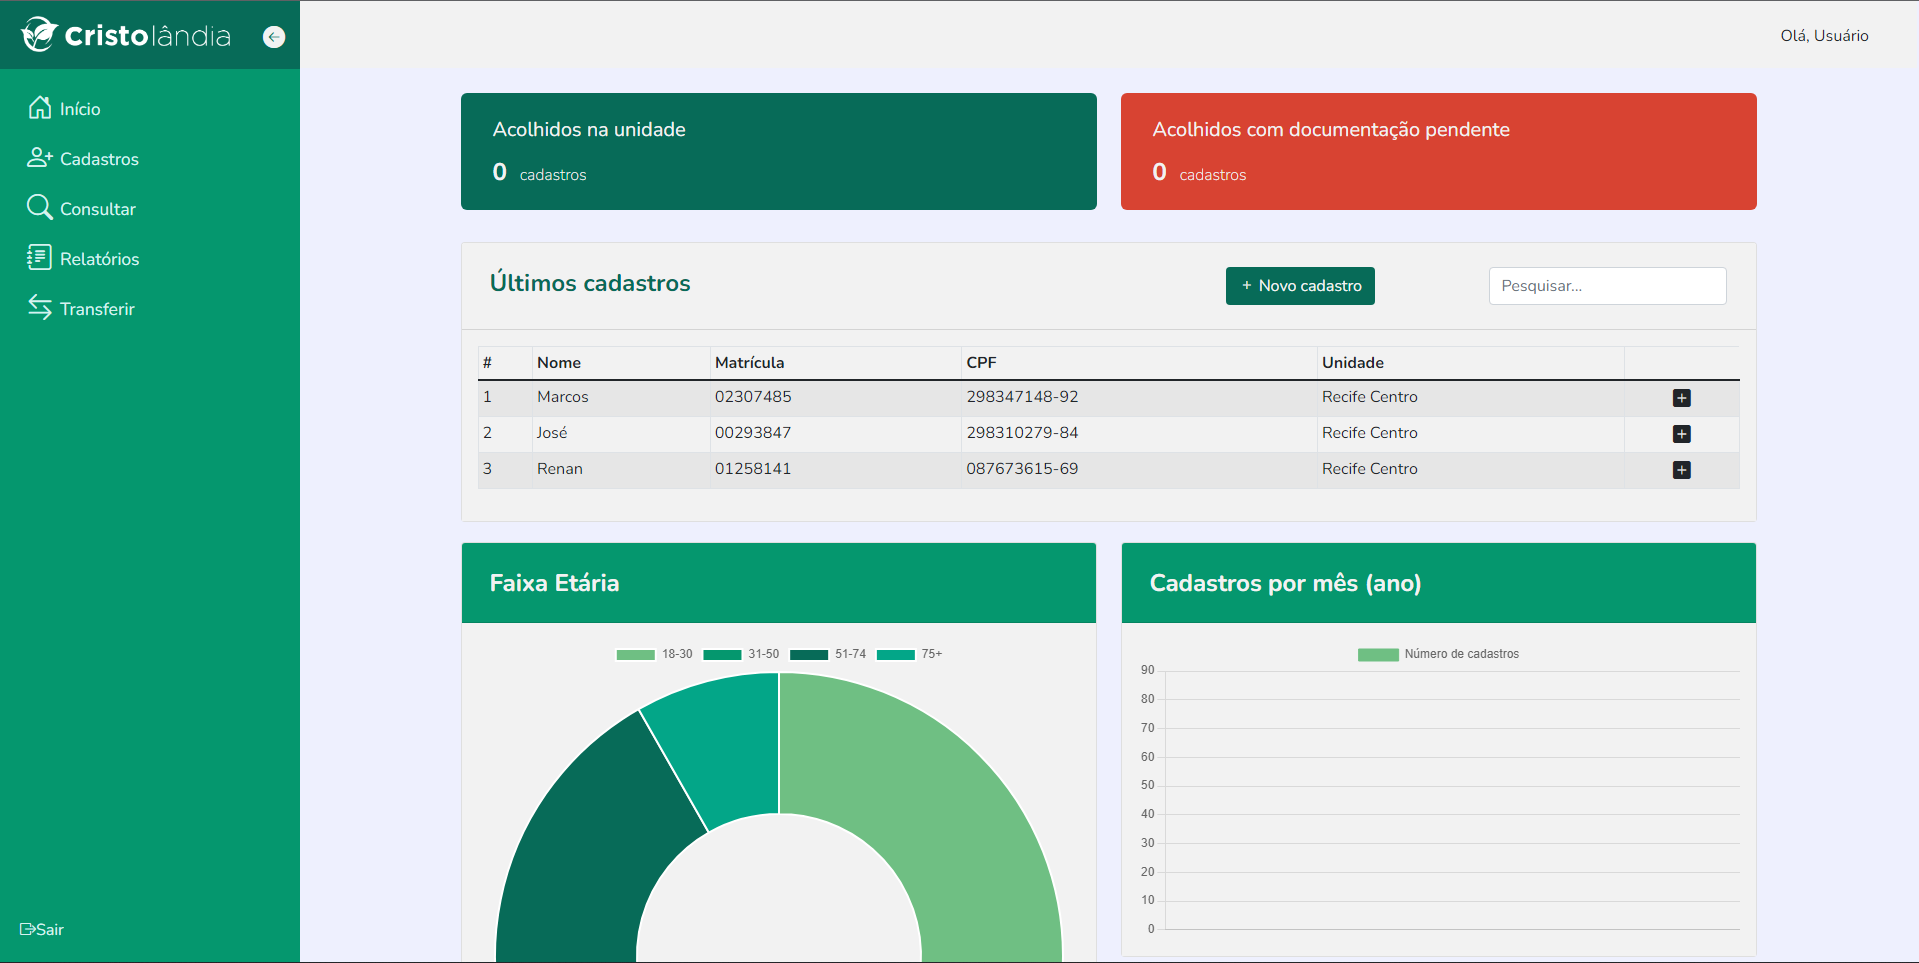 Cristolândia
Olá, Usuário
Início
Cadastros
Consultar
Relatórios
Transferir
Sair
Acolhidos na unidade
0 cadastros
Acolhidos com documentação pendente
0 cadastros
Últimos cadastros
+ Novo cadastro
Pesquisar...
# Nome Matrícula CPF Unidade
1 Marcos 02307485 298347148-92 Recife Centro
2 José 00293847 298310279-84 Recife Centro
3 Renan 01258141 087673615-69 Recife Centro
Faixa Etária
18-30 31-50 51-74 75+
Cadastros por mês (ano)
Número de cadastros
90
80
70
60
50
40
30
20
10
0